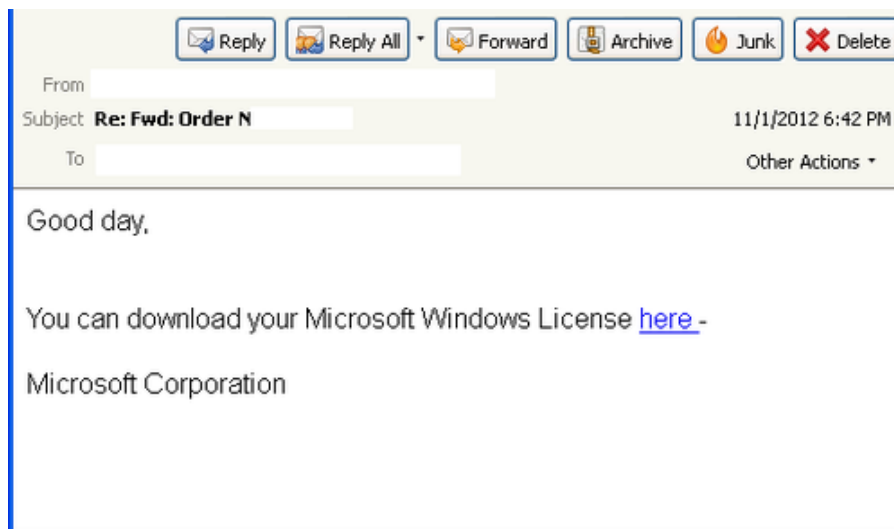 Reply Reply All Forward Archive Junk Delete
From
Subject Re: Fwd: Order N 11/1/2012 6:42 PM
To Other Actions
Good day,
You can download your Microsoft Windows License here -
Microsoft Corporation